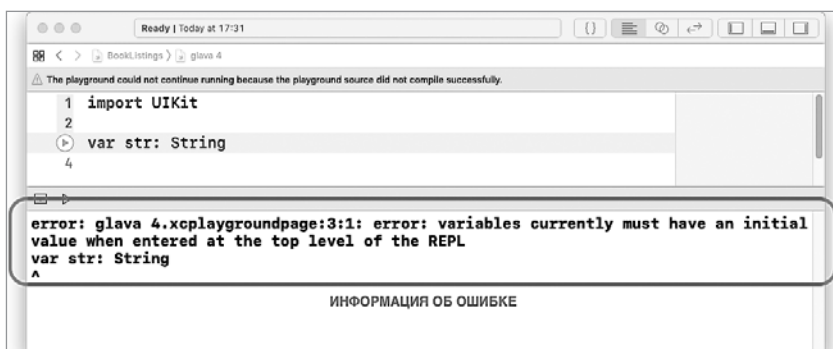 Ready | Today at 17:31
{}
BookListings › glava 4
The playground could not continue running because the playground source did not compile successfully.
1 import UIKit
2
var str: String
4
error: glava 4.xcplaygroundpage:3:1: error: variables currently must have an initial
value when entered at the top level of the REPL
var str: String
^
ИНФОРМАЦИЯ ОБ ОШИБКЕ